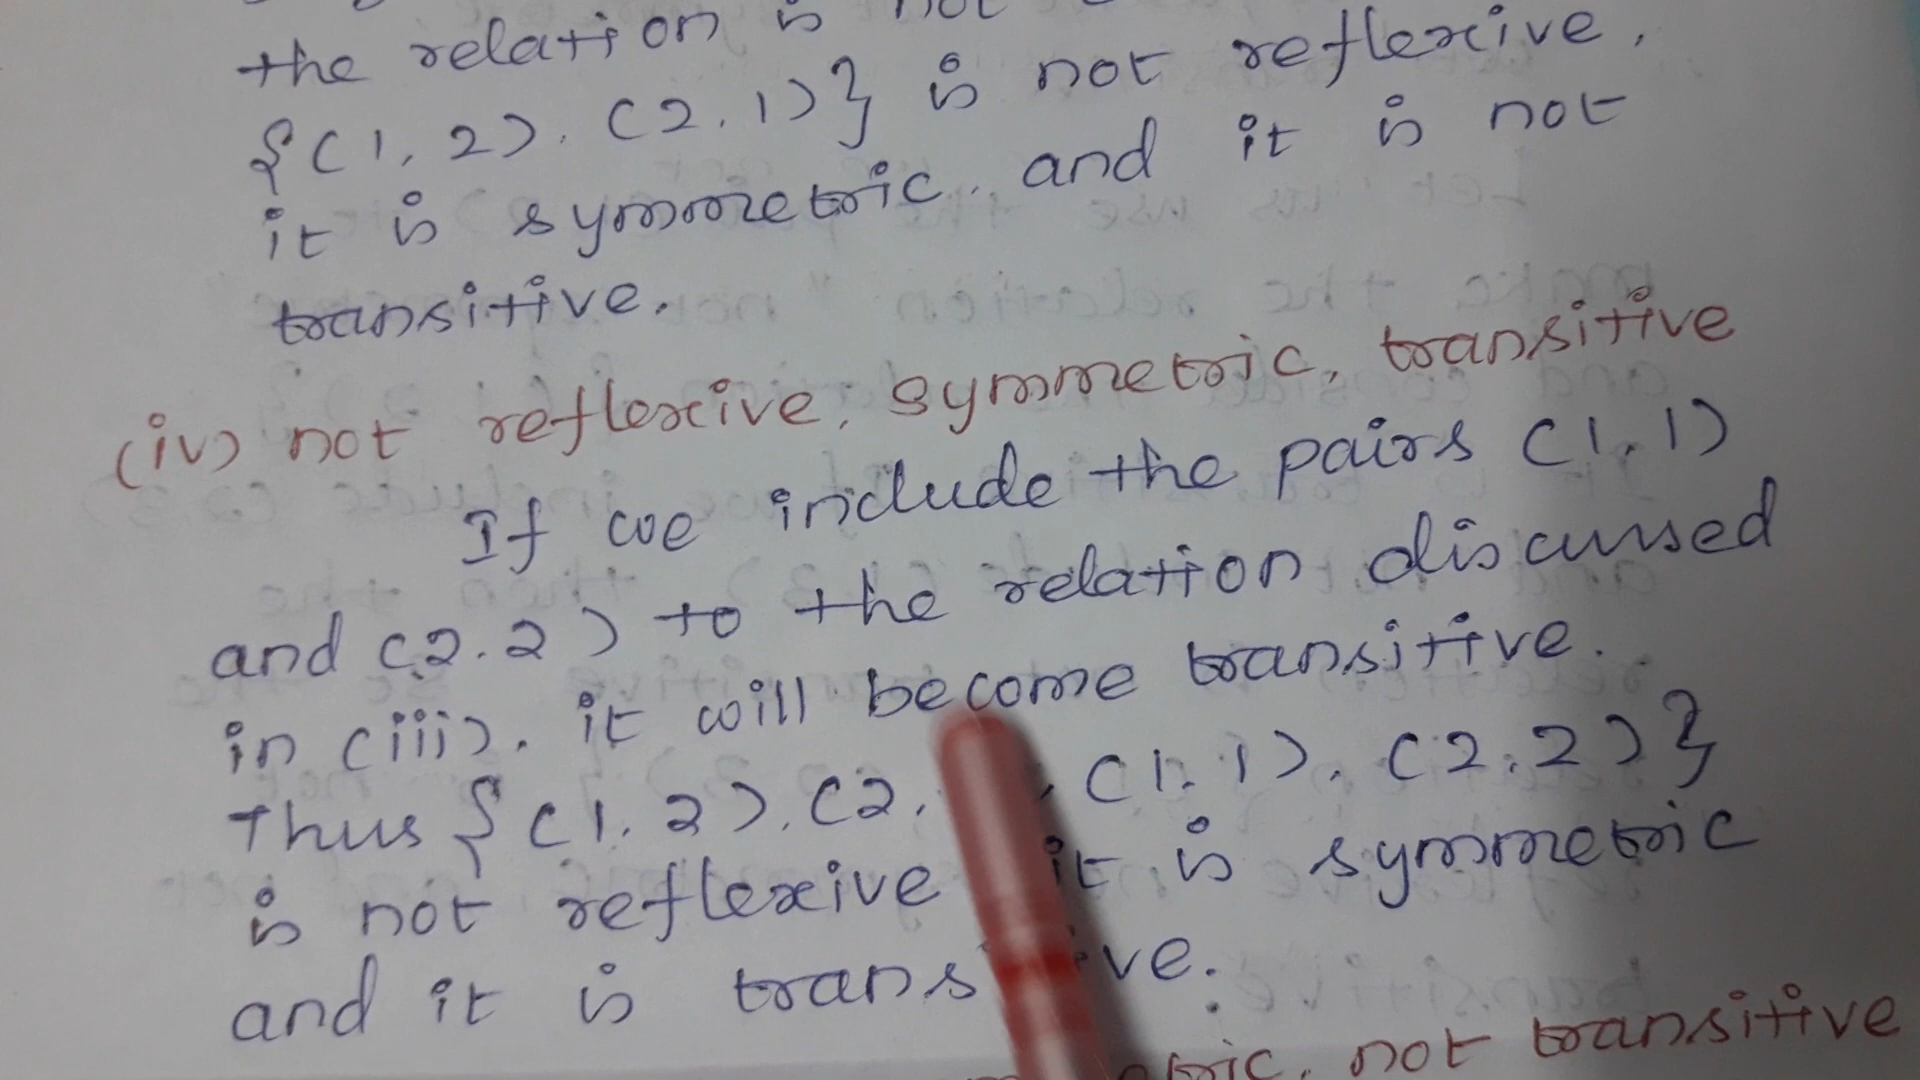 the relation is not
{(1, 2), (2, 1)} is not reflexive,
it is symmetric, and it is not
transitive.
(iv) not reflexive, symmetric, transitive
If we include the pairs (1, 1)
and (2, 2) to the relation discussed
in (iii), it will become transitive.
Thus {(1, 2), (2, , (1, 1), (2, 2)}
is not reflexive it is symmetric
and it is
not transitive